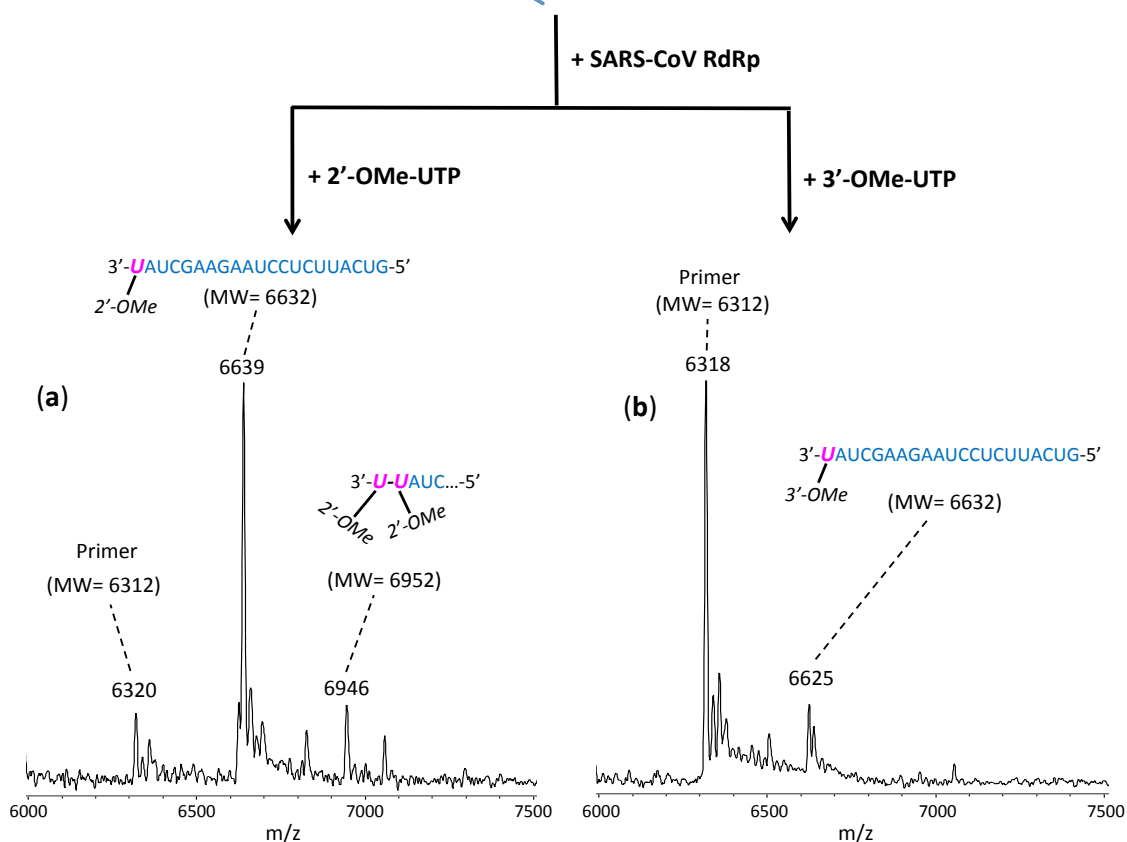 + SARS-CoV RdRp
+ 2’-OMe-UTP
+ 3’-OMe-UTP
3’-UAUCGAAGAAUCCUCUUACUG-5’
2’-OMe
(MW= 6632)
6639
(a)
3’-U-UAUC...-5’
2’-OMe
2’-OMe
(MW= 6952)
Primer
(MW= 6312)
6320
6946
6000
6500
7000
7500
m/z
Primer
(MW= 6312)
6318
(b)
3’-UAUCGAAGAAUCCUCUUACUG-5’
3’-OMe
(MW= 6632)
6625
6000
6500
7000
7500
m/z